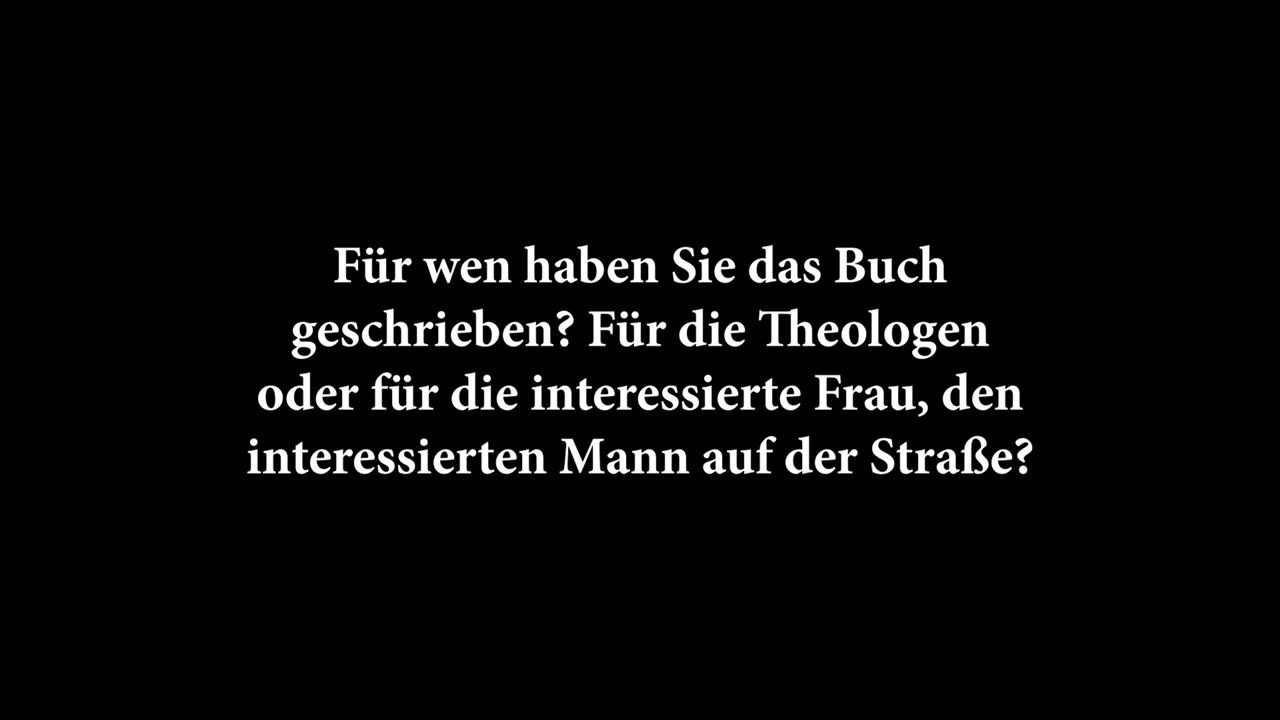 Für wen haben Sie das Buch
geschrieben? Für die Theologen
oder für die interessierte Frau, den
interessierten Mann auf der Straße?